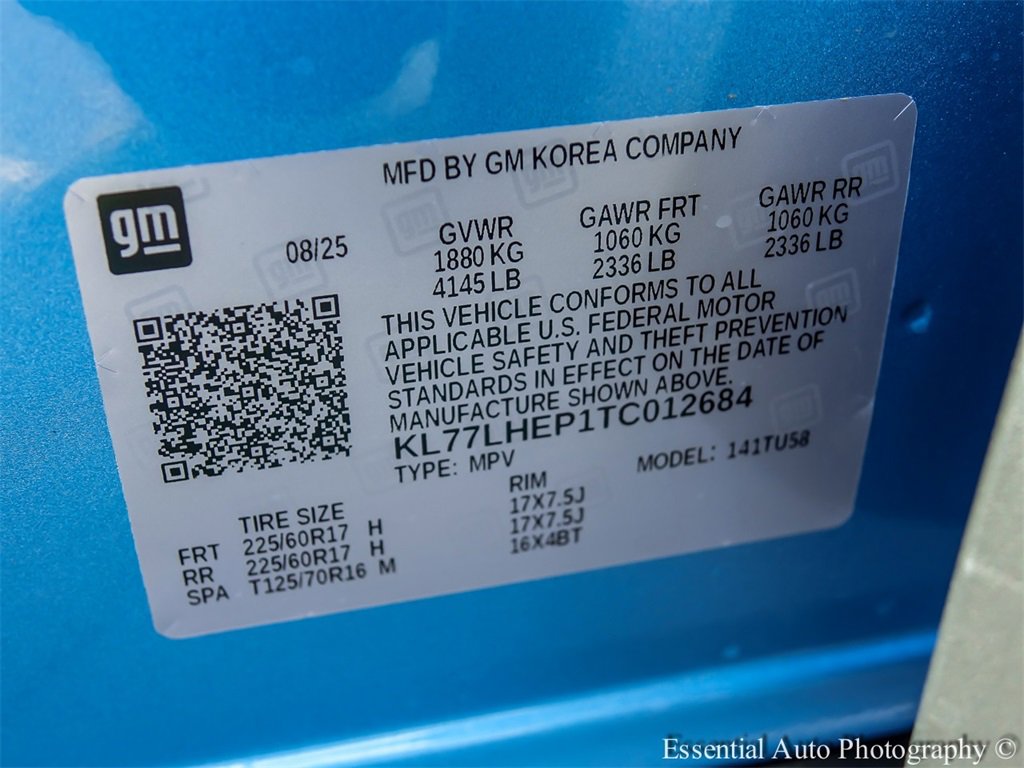 MFD BY GM KOREA COMPANY
gm
08/25
GVWR
1880 KG
4145 LB
GAWR FRT
1060 KG
2336 LB
GAWR RR
1060 KG
2336 LB
THIS VEHICLE CONFORMS TO ALL
APPLICABLE U.S. FEDERAL MOTOR
VEHICLE SAFETY AND THEFT PREVENTION
STANDARDS IN EFFECT ON THE DATE OF
MANUFACTURE SHOWN ABOVE.
KL77LHEP1TC012684
TYPE: MPV
MODEL: 141TU58
TIRE SIZE
RIM
FRT 225/60R17 H 17X7.5J
RR 225/60R17 H 17X7.5J
SPA T125/70R16 M 16X4BT
Essential Auto Photography ©